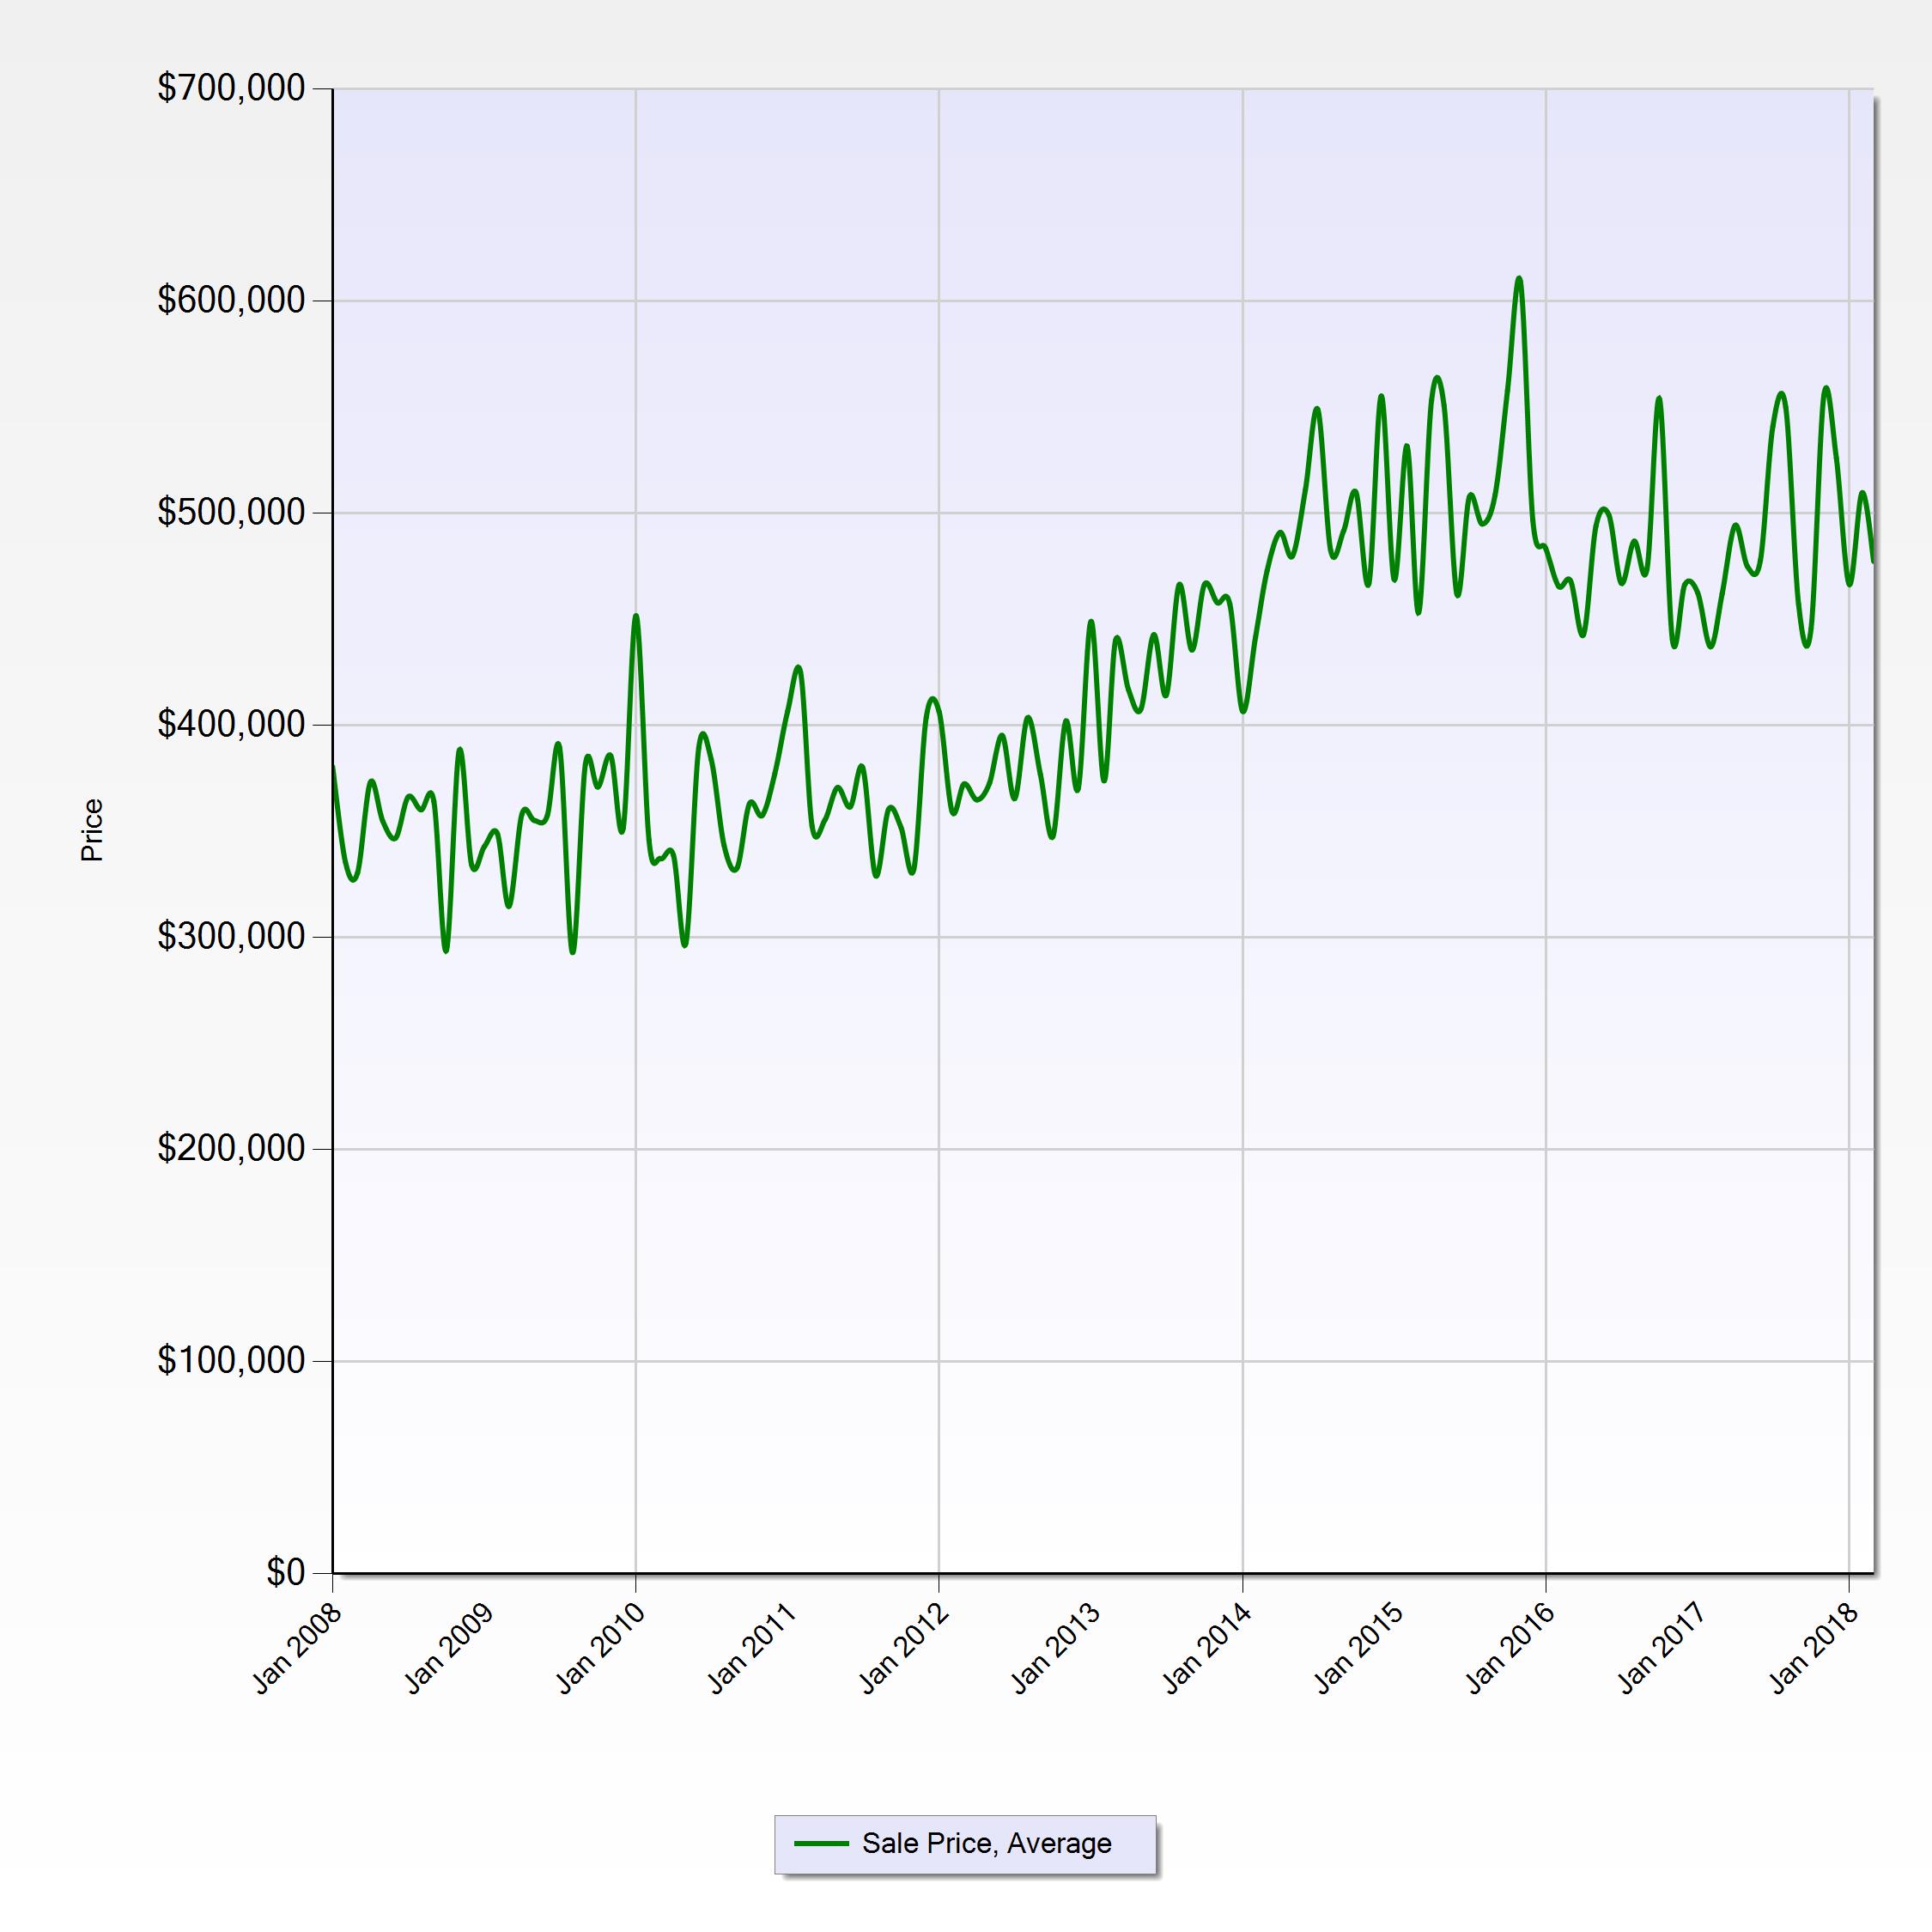 $700,000
$600,000
$500,000
$400,000
$300,000
$200,000
$100,000
$0
Price
Jan 2008
Jan 2009
Jan 2010
Jan 2011
Jan 2012
Jan 2013
Jan 2014
Jan 2015
Jan 2016
Jan 2017
Jan 2018
Sale Price, Average